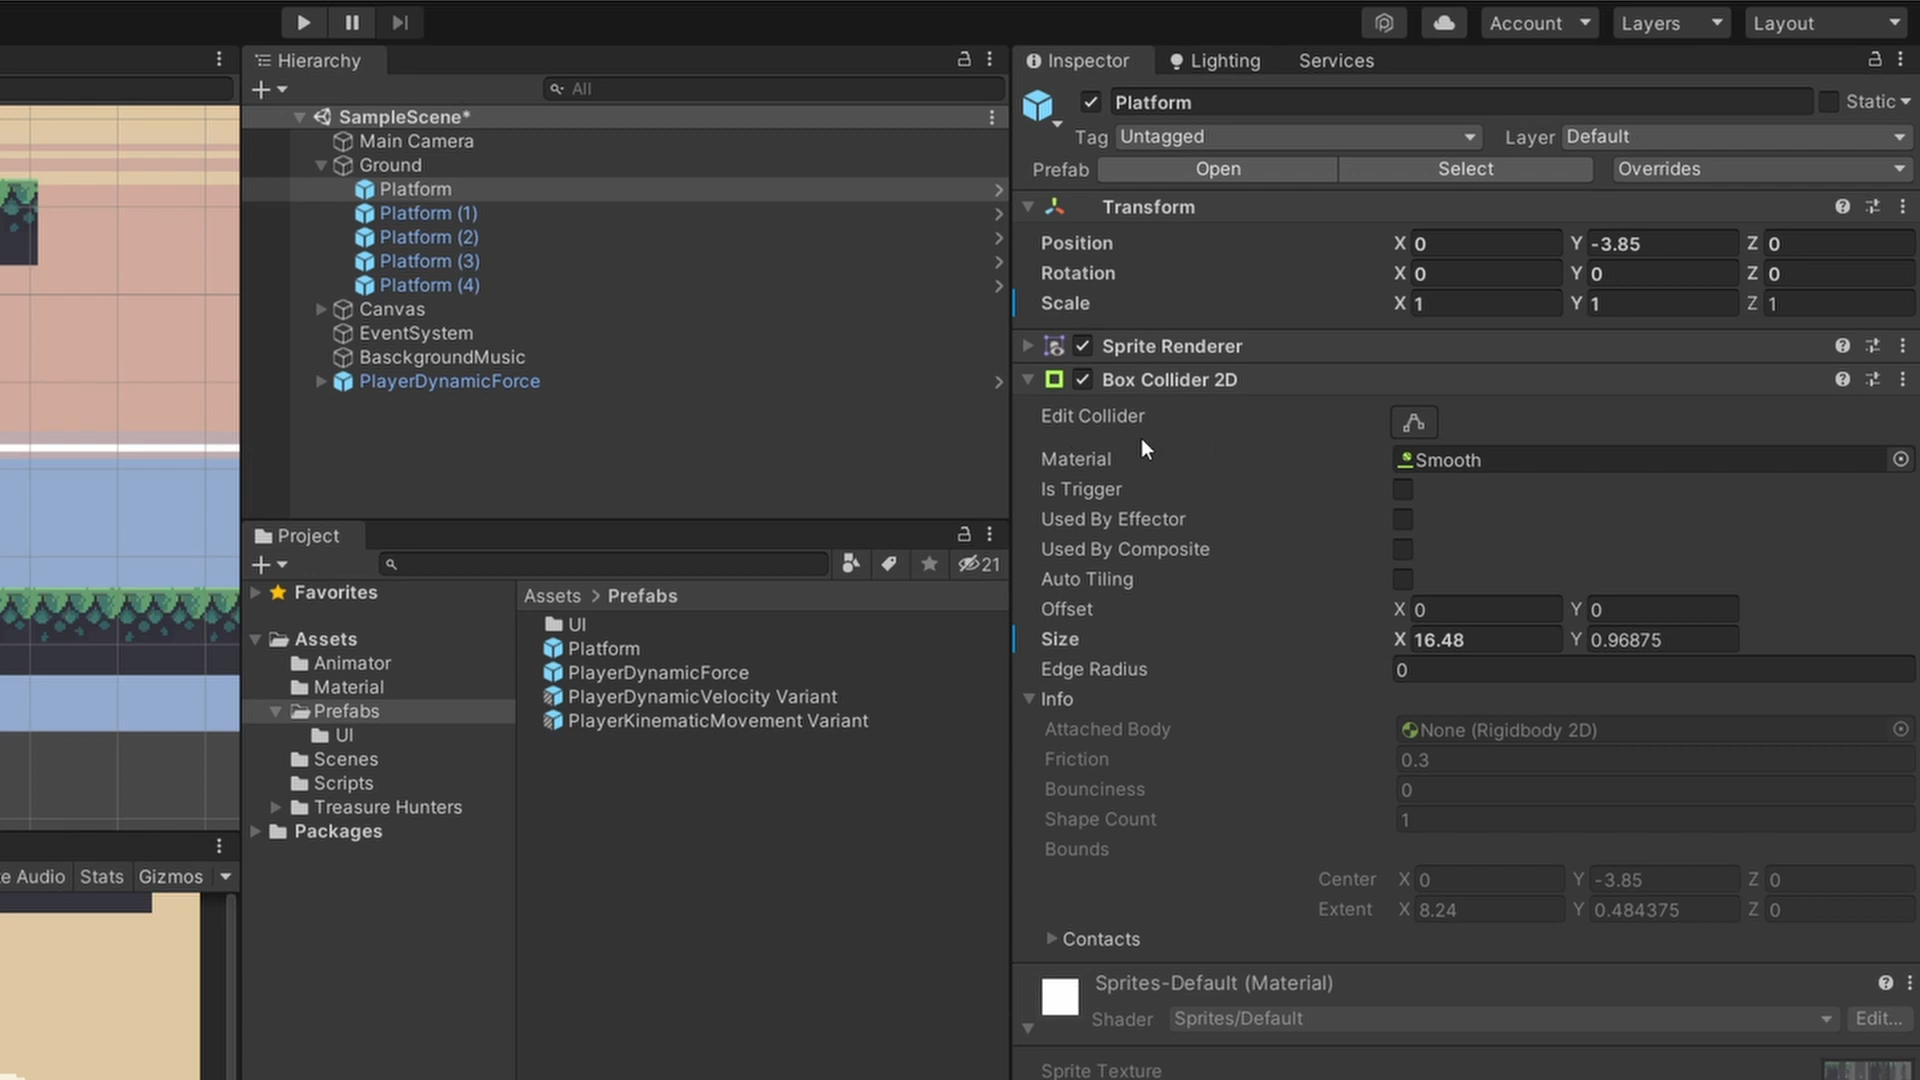 Account
Layers
Layout
Hierarchy
All
SampleScene*
Main Camera
Ground
Platform
Platform (1)
Platform (2)
Platform (3)
Platform (4)
Canvas
EventSystem
BasckgroundMusic
PlayerDynamicForce
Project
21
Favorites
Assets
Animator
Material
Prefabs
UI
Scenes
Scripts
Treasure Hunters
Packages
Assets > Prefabs
UI
Platform
PlayerDynamicForce
PlayerDynamicVelocity Variant
PlayerKinematicMovement Variant
Audio Stats Gizmos
Inspector Lighting Services
Platform Static
Tag Untagged Layer Default
Prefab Open Select Overrides
Transform
Position X 0 Y -3.85 Z 0
Rotation X 0 Y 0 Z 0
Scale X 1 Y 1 Z 1
Sprite Renderer
Box Collider 2D
Edit Collider
Material Smooth
Is Trigger
Used By Effector
Used By Composite
Auto Tiling
Offset X 0 Y 0
Size X 16.48 Y 0.96875
Edge Radius 0
Info
Attached Body None (Rigidbody 2D)
Friction 0.3
Bounciness 0
Shape Count 1
Bounds
Center X 0 Y -3.85 Z 0
Extent X 8.24 Y 0.484375 Z 0
Contacts
Sprites-Default (Material)
Shader Sprites/Default Edit...
Sprite Texture